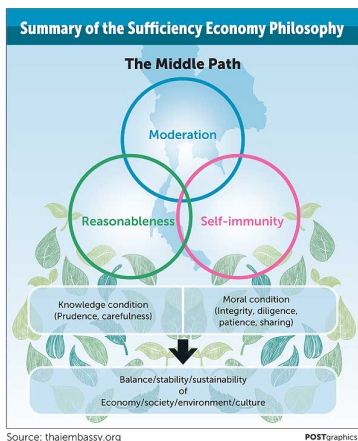 Summary of the Sufficiency Economy Philosophy
The Middle Path
Moderation
Reasonableness
Self-immunity
Knowledge condition
(Prudence, carefulness)
Moral condition
(Integrity, diligence,
patience, sharing)
Balance/stability/sustainability
of
Economy/society/environment/culture
Source: thaiembassy.org
POSTgraphics